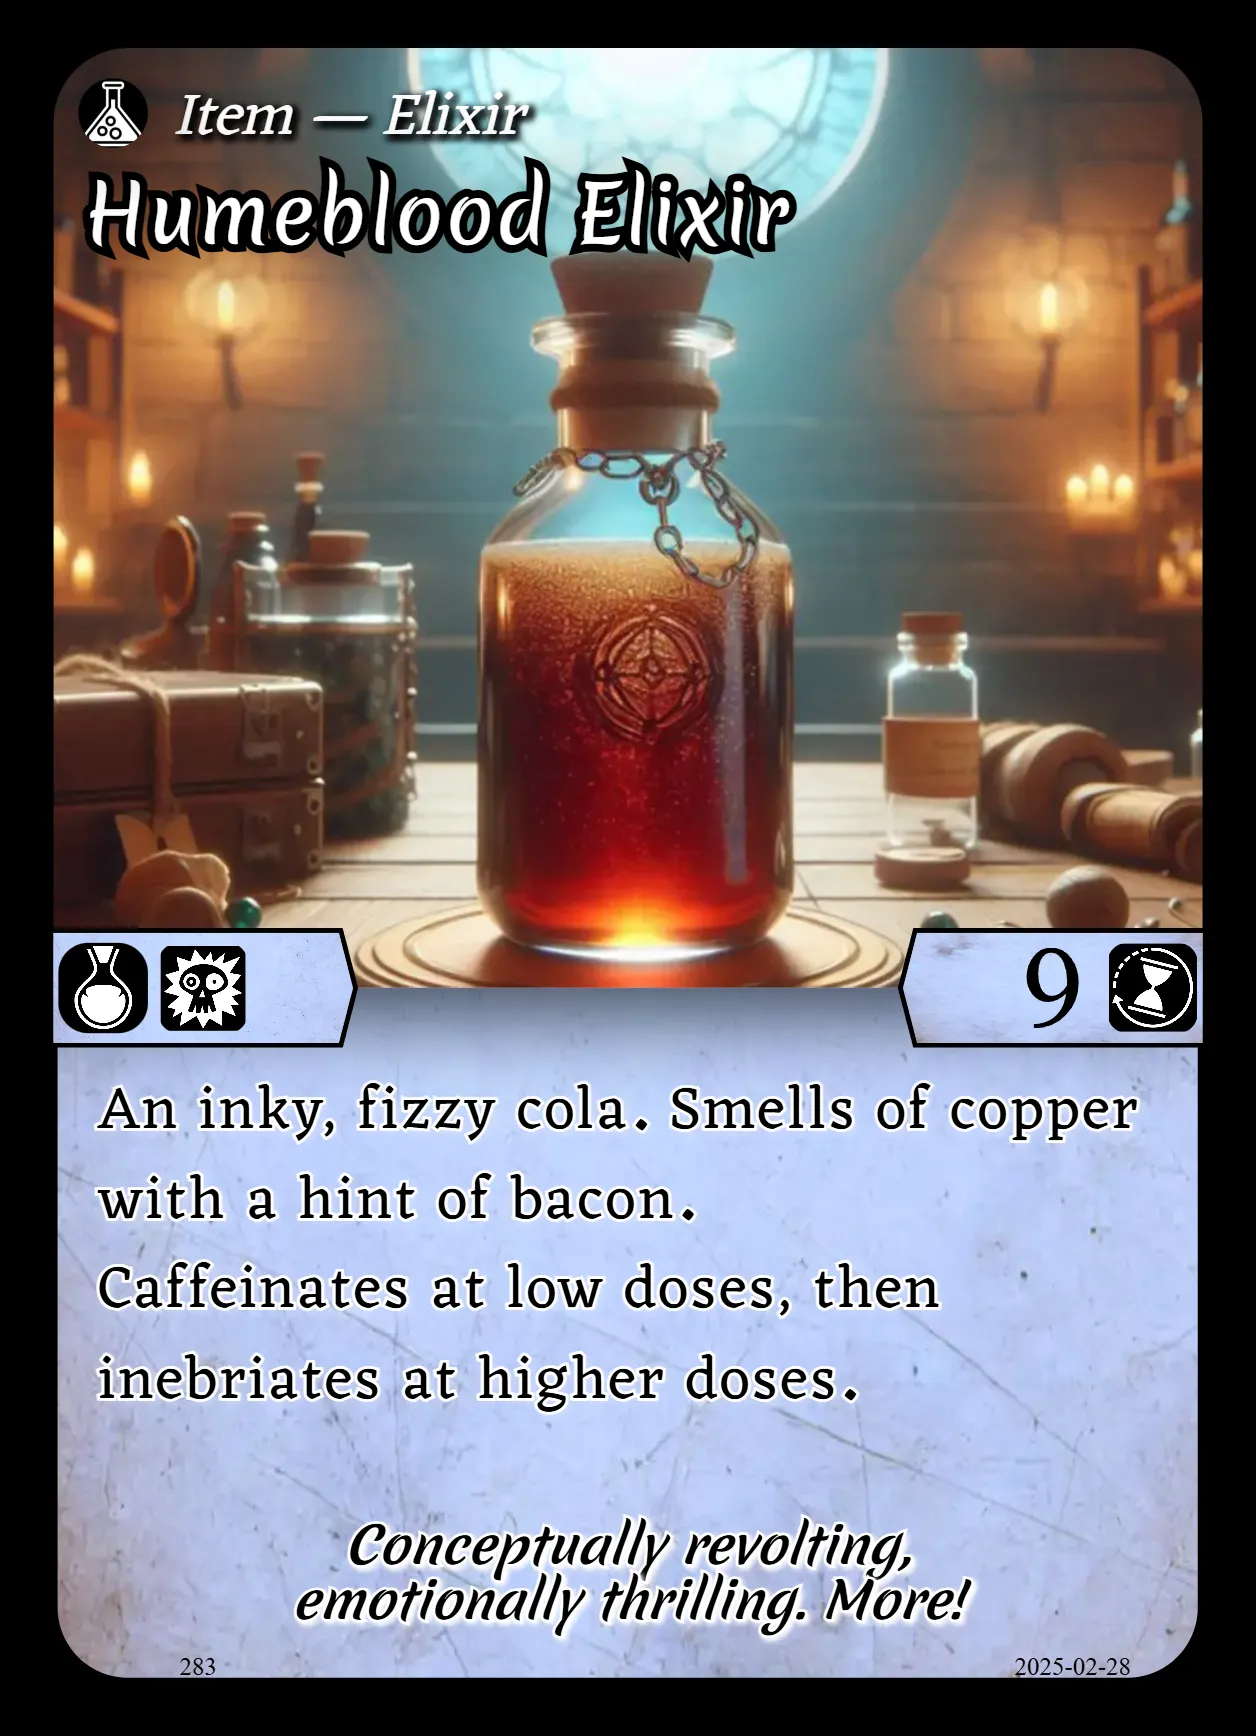 Item — Elixir
Humeblood Elixir
9
An inky, fizzy cola. Smells of copper
with a hint of bacon.
Caffeinates at low doses, then
inebriates at higher doses.
Conceptually revolting,
emotionally thrilling. More!
283
2025-02-28